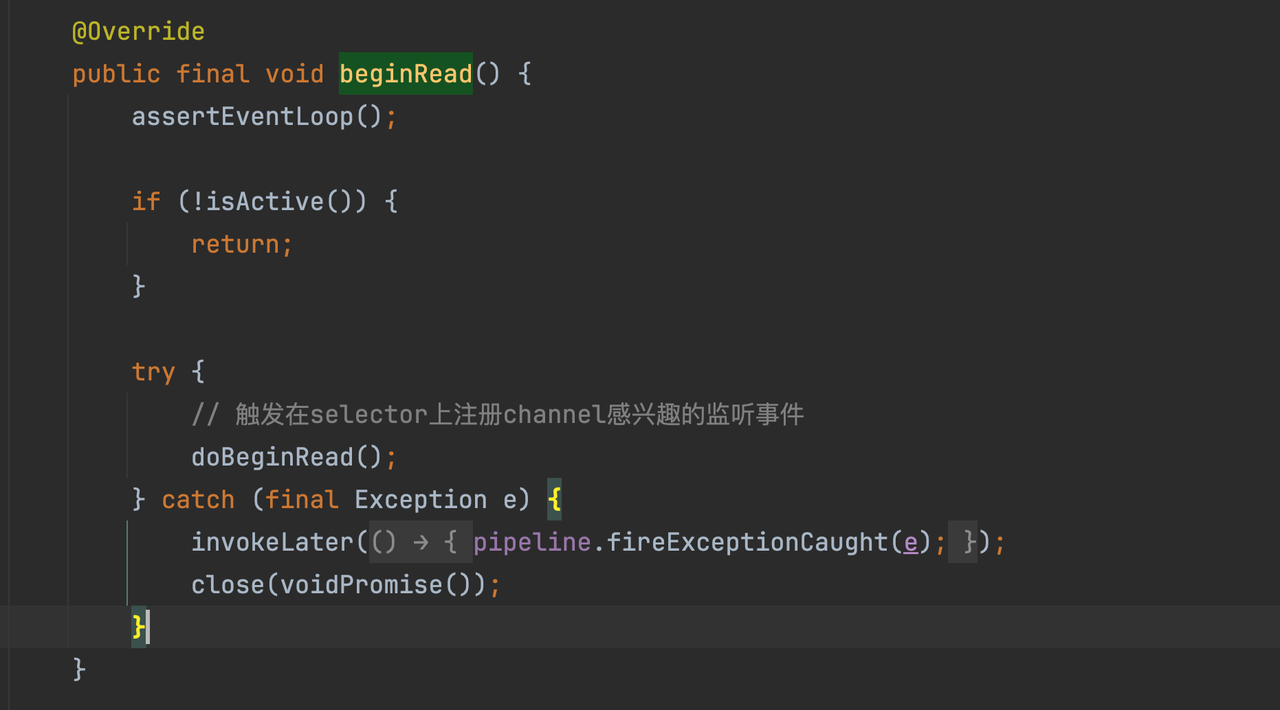 @Override
public final void beginRead() {
    assertEventLoop();

    if (!isActive()) {
        return;
    }

    try {
        // 触发在selector上注册channel感兴趣的监听事件
        doBeginRead();
    } catch (final Exception e) {
        invokeLater(() → { pipeline.fireExceptionCaught(e); });
        close(voidPromise());
    }
}